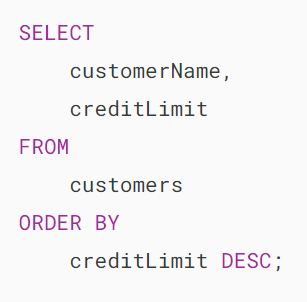 SELECT
    customerName,
    creditLimit
FROM
    customers
ORDER BY
    creditLimit DESC;